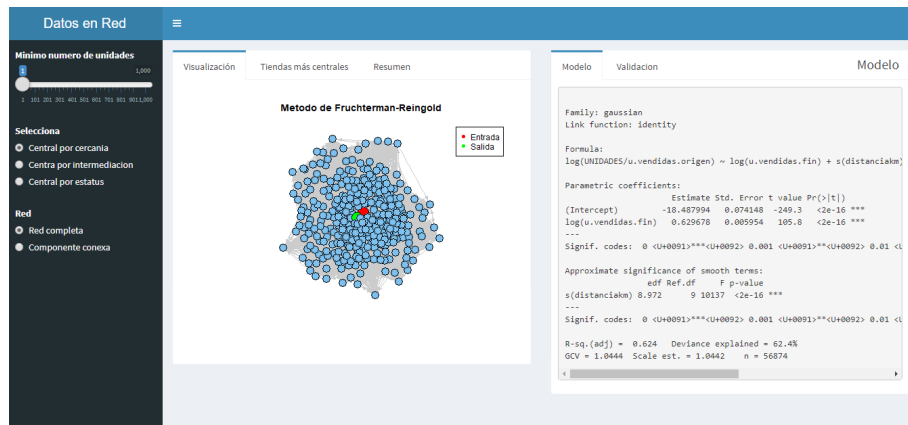 Datos en Red
Minimo numero de unidades
1
1,000
1 101 201 301 401 501 601 701 801 9011,000
Selecciona
Central por cercania
Centra por intermediacion
Central por estatus
Red
Red completa
Componente conexa
Visualización Tiendas más centrales Resumen
Metodo de Fruchterman-Reingold
Entrada
Salida
Modelo Validacion Modelo
Family: gaussian
Link function: identity
Formula:
log(UNIDADES/u.vendidas.origen) ~ log(u.vendidas.fin) + s(distanciakm)
Parametric coefficients:
Estimate Std. Error t value Pr(>|t|)
(Intercept) -18.487994 0.074148 -249.3 <2e-16 ***
log(u.vendidas.fin) 0.629678 0.005954 105.8 <2e-16 ***
---
Signif. codes: 0 <U+0091>***<U+0092> 0.001 <U+0091>**<U+0092> 0.01 <U
Approximate significance of smooth terms:
edf Ref.df F p-value
s(distanciakm) 8.972 9 10137 <2e-16 ***
---
Signif. codes: 0 <U+0091>***<U+0092> 0.001 <U+0091>**<U+0092> 0.01 <U
R-sq.(adj) = 0.624 Deviance explained = 62.4%
GCV = 1.0444 Scale est. = 1.0442 n = 56874